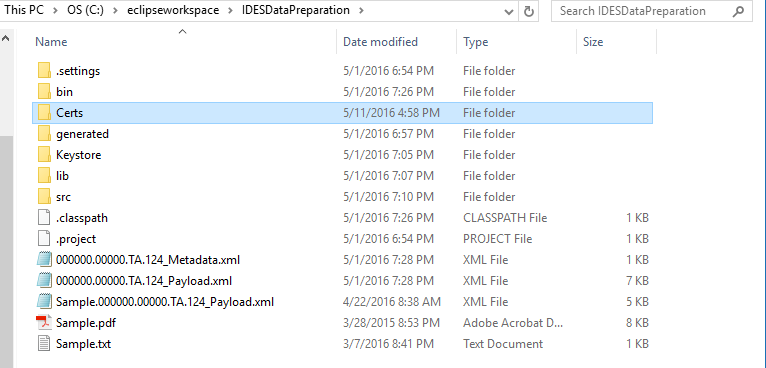 This PC > OS (C:) > eclipseworkspace > IDESDataPreparation > Search IDESDataPreparation
Name Date modified Type Size
.settings 5/1/2016 6:54 PM File folder
bin 5/1/2016 7:26 PM File folder
Certs 5/11/2016 4:58 PM File folder
generated 5/1/2016 6:57 PM File folder
Keystore 5/1/2016 7:05 PM File folder
lib 5/1/2016 7:07 PM File folder
src 5/1/2016 7:10 PM File folder
.classpath 5/1/2016 7:26 PM CLASSPATH File 1 KB
.project 5/1/2016 6:54 PM PROJECT File 1 KB
000000.00000.TA.124_Metadata.xml 5/1/2016 7:28 PM XML File 1 KB
000000.00000.TA.124_Payload.xml 5/1/2016 7:28 PM XML File 7 KB
Sample.000000.00000.TA.124_Payload.xml 4/22/2016 8:38 AM XML File 5 KB
Sample.pdf 3/28/2015 8:53 PM Adobe Acrobat D... 8 KB
Sample.txt 3/7/2016 8:41 PM Text Document 1 KB